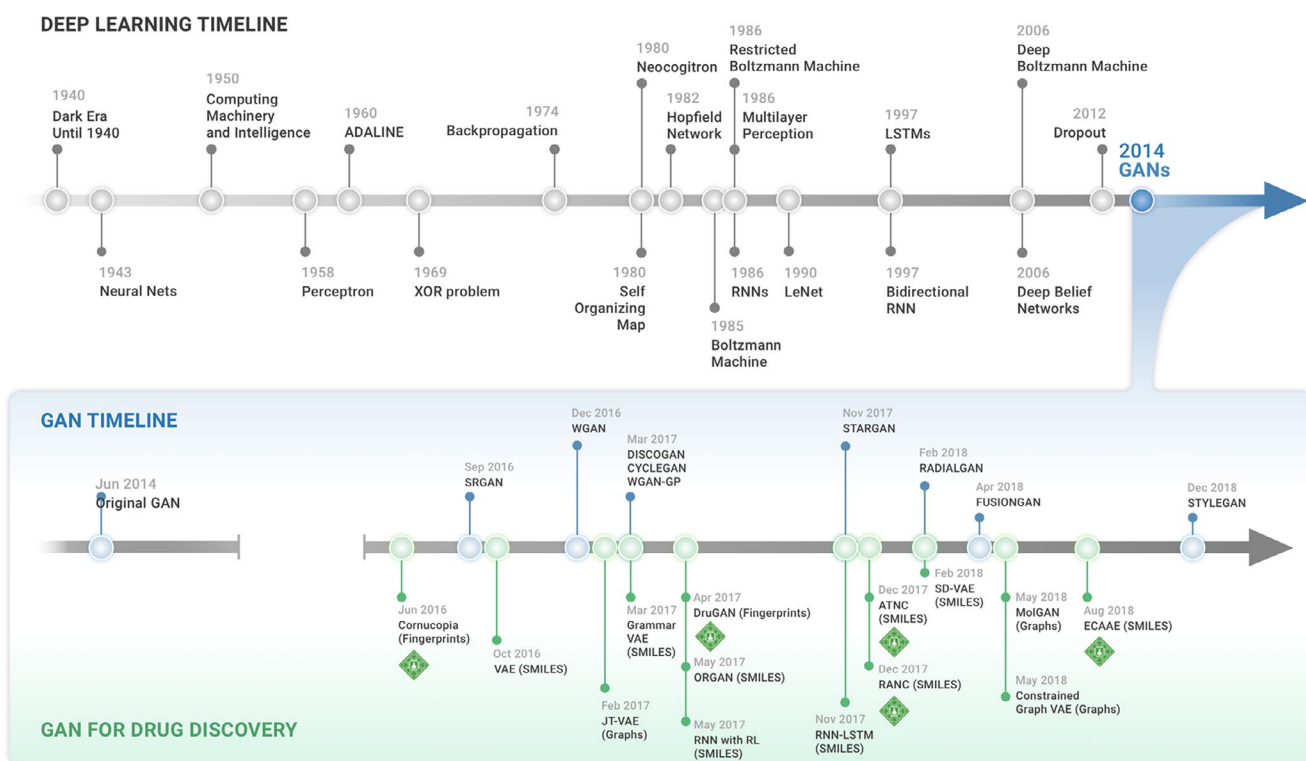 DEEP LEARNING TIMELINE
1940
Dark Era
Until 1940
1950
Computing
Machinery
and Intelligence
1960
ADALINE
1974
Backpropagation
1980
Neocogitron
1982
Hopfield
Network
1986
Restricted
Boltzmann Machine
1986
Multilayer
Perception
1997
LSTMs
2006
Deep
Boltzmann Machine
2012
Dropout
2014
GANs
1943
Neural Nets
1958
Perceptron
1969
XOR problem
1980
Self
Organizing
Map
1985
Boltzmann
Machine
1986
RNNs
1990
LeNet
1997
Bidirectional
RNN
2006
Deep Belief
Networks
GAN TIMELINE
Jun 2014
Original GAN
Sep 2016
SRGAN
Dec 2016
WGAN
Mar 2017
DISCOGAN
CYCLEGAN
WGAN-GP
Nov 2017
STARGAN
Feb 2018
RADIALGAN
Apr 2018
FUSIONGAN
Dec 2018
STYLEGAN
Jun 2016
Cornucopia
(Fingerprints)
Oct 2016
VAE (SMILES)
Feb 2017
JT-VAE
(Graphs)
Mar 2017
Grammar
VAE
(SMILES)
Apr 2017
DruGAN (Fingerprints)
May 2017
ORGAN (SMILES)
May 2017
RNN with RL
(SMILES)
Nov 2017
RNN-LSTM
(SMILES)
Dec 2017
ATNC
(SMILES)
Dec 2017
RANC (SMILES)
Feb 2018
SD-VAE
(SMILES)
May 2018
MolGAN
(Graphs)
May 2018
Constrained
Graph VAE (Graphs)
Aug 2018
ECAAE (SMILES)
GAN FOR DRUG DISCOVERY